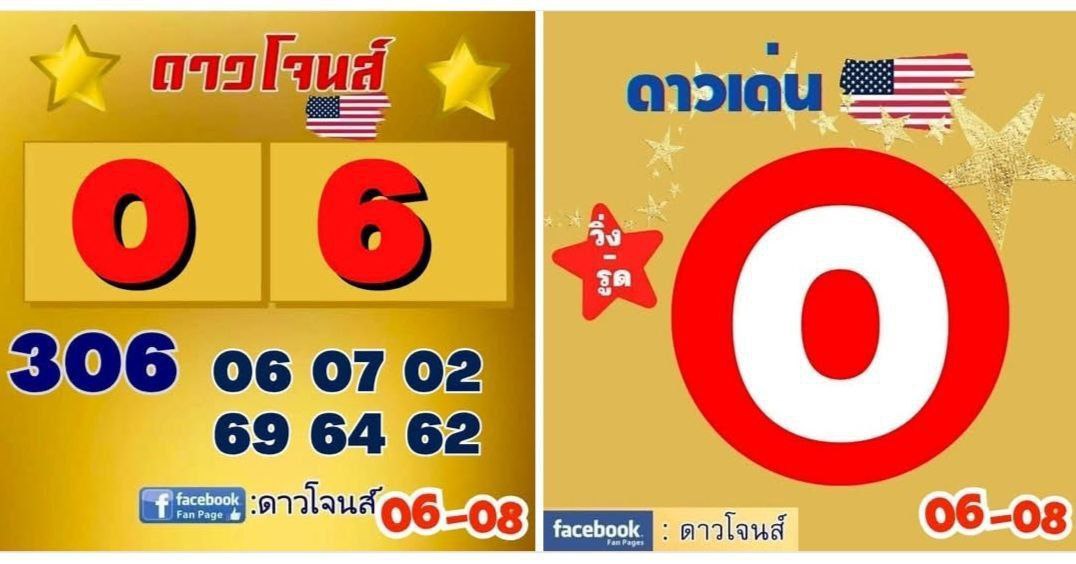 ดาวโจนส์
0 6
306
06 07 02
69 64 62
facebook
Fan Page
:ดาวโจนส์
06-08
ดาวเด่น
วิ่ง
-
รูด
0
facebook
Fan Pages
: ดาวโจนส์
06-08